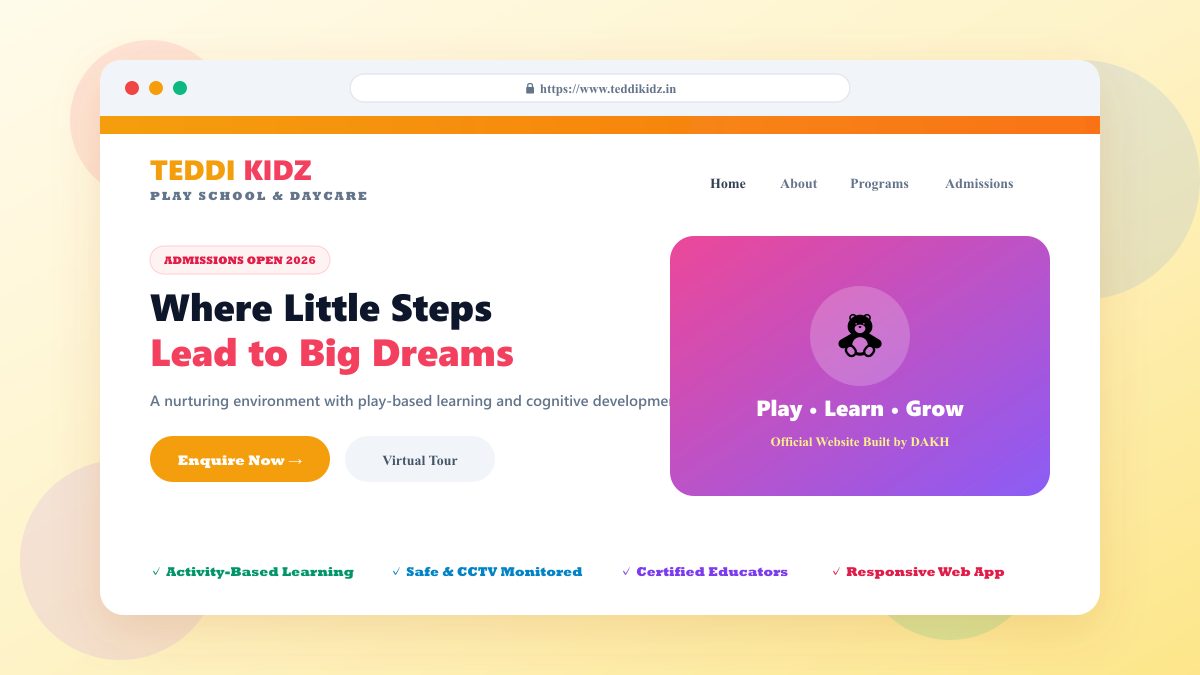 https://www.teddikidz.in
TEDDI KIDZ
PLAY SCHOOL & DAYCARE
Home About Programs Admissions
ADMISSIONS OPEN 2026
Where Little Steps
Lead to Big Dreams
A nurturing environment with play-based learning and cognitive
Enquire Now →
Virtual Tour
Play • Learn • Grow
Official Website Built by DAKH
✓ Activity-Based Learning
✓ Safe & CCTV Monitored
✓ Certified Educators
✓ Responsive Web App